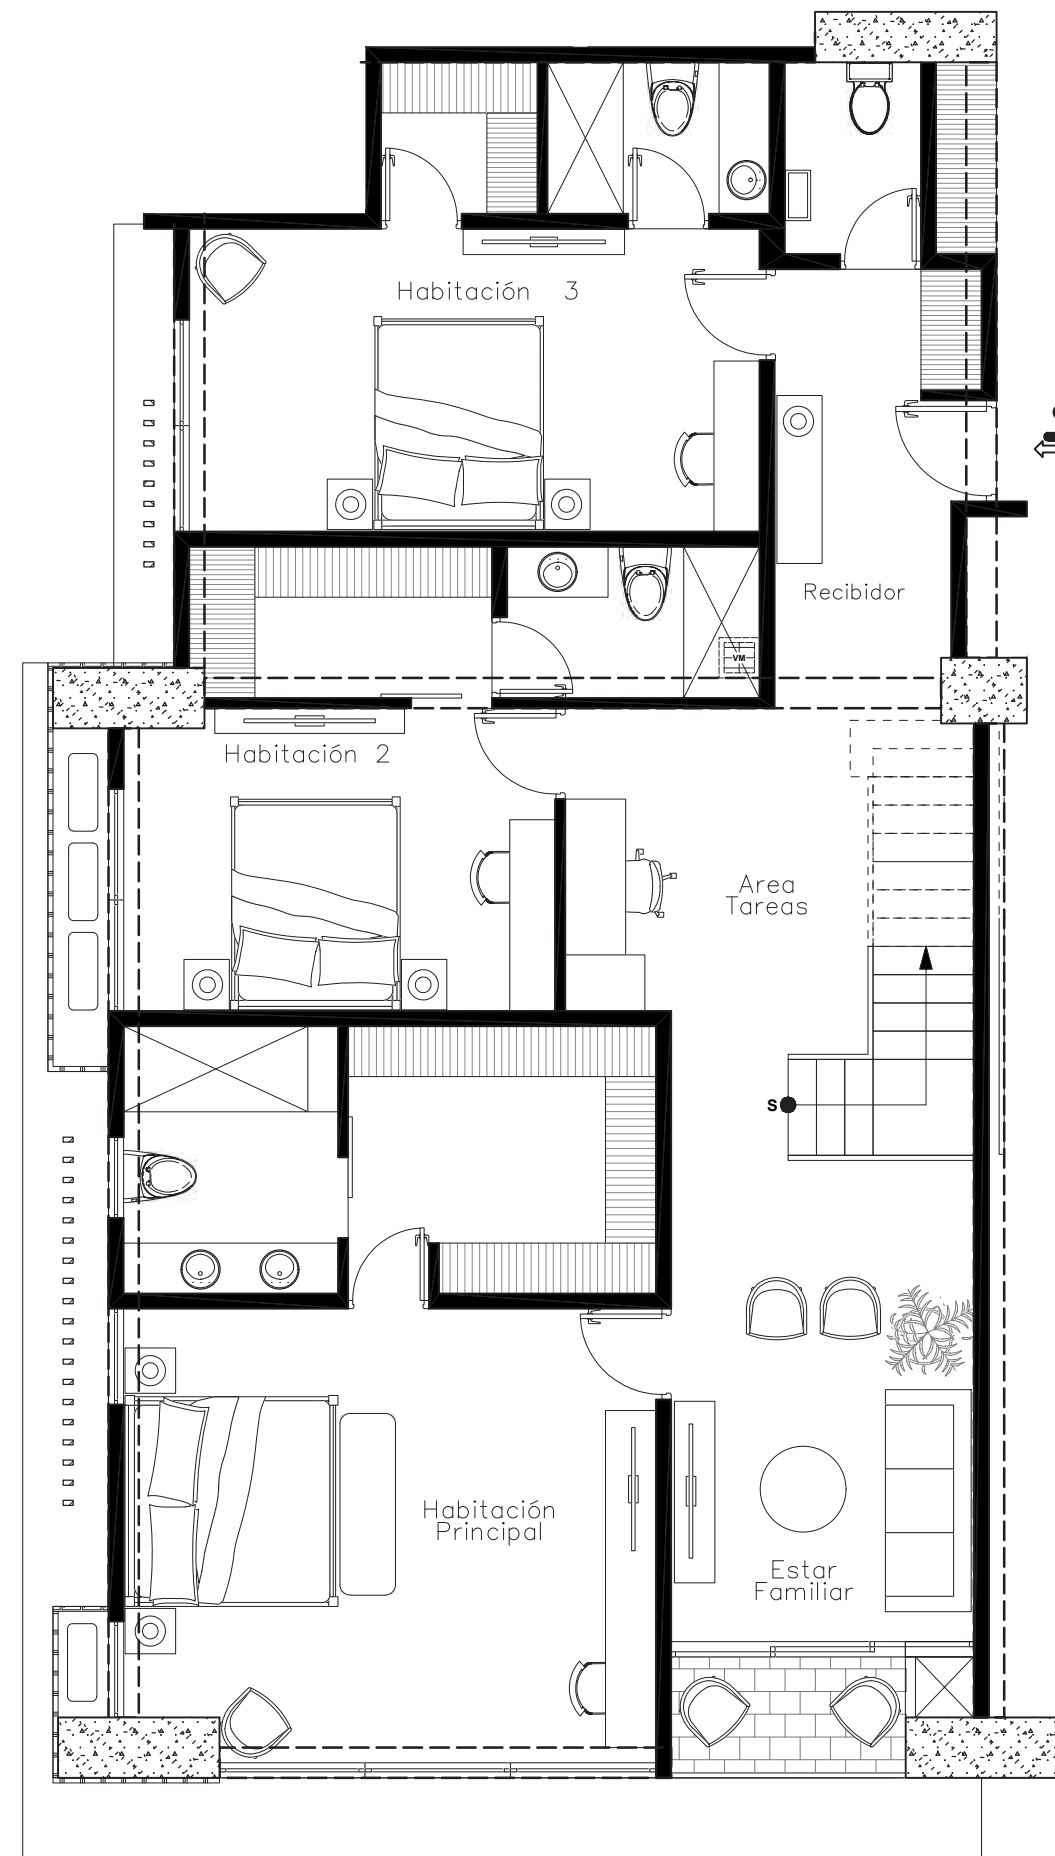 Habitación 3
Recibidor
VM
Habitación 2
Area
Tareas
S
Habitación
Principal
Estar
Familiar